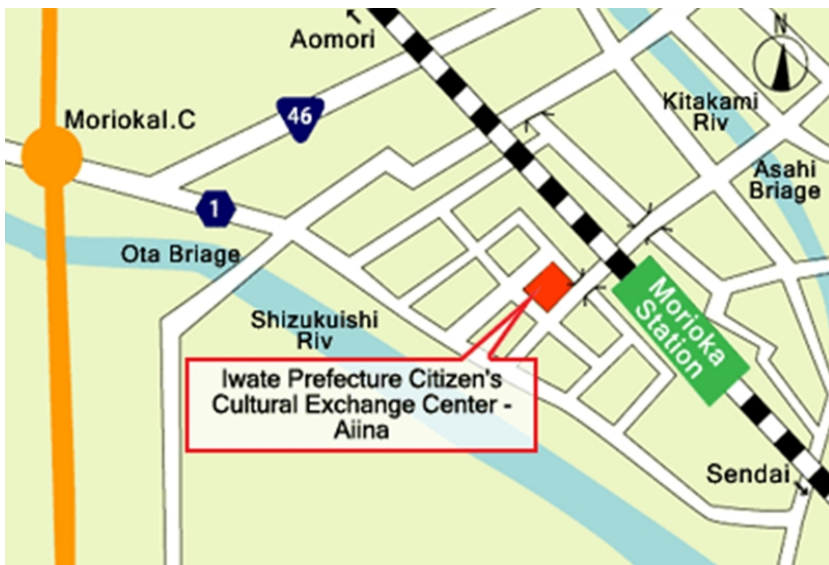 Aomori
N
46
Kitakami
Riv
MoriokaI.C
Asahi
Briage
1
Ota Briage
Morioka
Station
Shizukuishi
Riv
Iwate Prefecture Citizen's
Cultural Exchange Center -
Aiina
Sendai